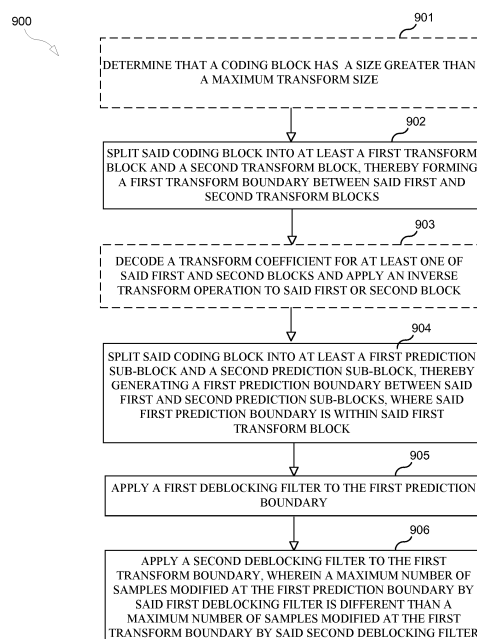 900
901
DETERMINE THAT A CODING BLOCK HAS A SIZE GREATER THAN
A MAXIMUM TRANSFORM SIZE
902
SPLIT SAID CODING BLOCK INTO AT LEAST A FIRST TRANSFORM
BLOCK AND A SECOND TRANSFORM BLOCK, THEREBY FORMING
A FIRST TRANSFORM BOUNDARY BETWEEN SAID FIRST AND
SECOND TRANSFORM BLOCKS
903
DECODE A TRANSFORM COEFFICIENT FOR AT LEAST ONE OF
SAID FIRST AND SECOND BLOCKS AND APPLY AN INVERSE
TRANSFORM OPERATION TO SAID FIRST OR SECOND BLOCK
904
SPLIT SAID CODING BLOCK INTO AT LEAST A FIRST PREDICTION
SUB-BLOCK AND A SECOND PREDICTION SUB-BLOCK, THEREBY
GENERATING A FIRST PREDICTION BOUNDARY BETWEEN SAID
FIRST AND SECOND PREDICTION SUB-BLOCKS, WHERE SAID
FIRST PREDICTION BOUNDARY IS WITHIN SAID FIRST
TRANSFORM BLOCK
905
APPLY A FIRST DEBLOCKING FILTER TO THE FIRST PREDICTION
BOUNDARY
906
APPLY A SECOND DEBLOCKING FILTER TO THE FIRST
TRANSFORM BOUNDARY, WHEREIN A MAXIMUM NUMBER OF
SAMPLES MODIFIED AT THE FIRST PREDICTION BOUNDARY BY
SAID FIRST DEBLOCKING FILTER IS DIFFERENT THAN A
MAXIMUM NUMBER OF SAMPLES MODIFIED AT THE FIRST
TRANSFORM BOUNDARY BY SAID SECOND DEBLOCKING FILTER